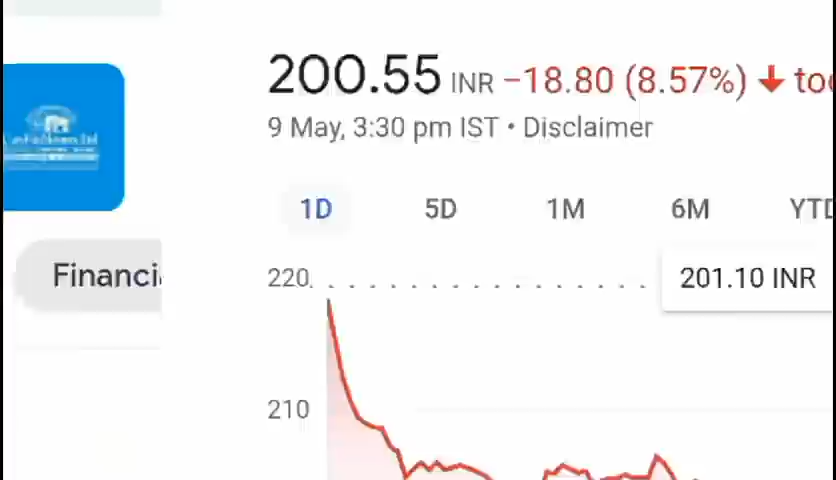 200.55 INR −18.80 (8.57%) ↓
9 May, 3:30 pm IST • Disclaimer
1D 5D 1M 6M YTD
Financi
220
201.10 INR
210